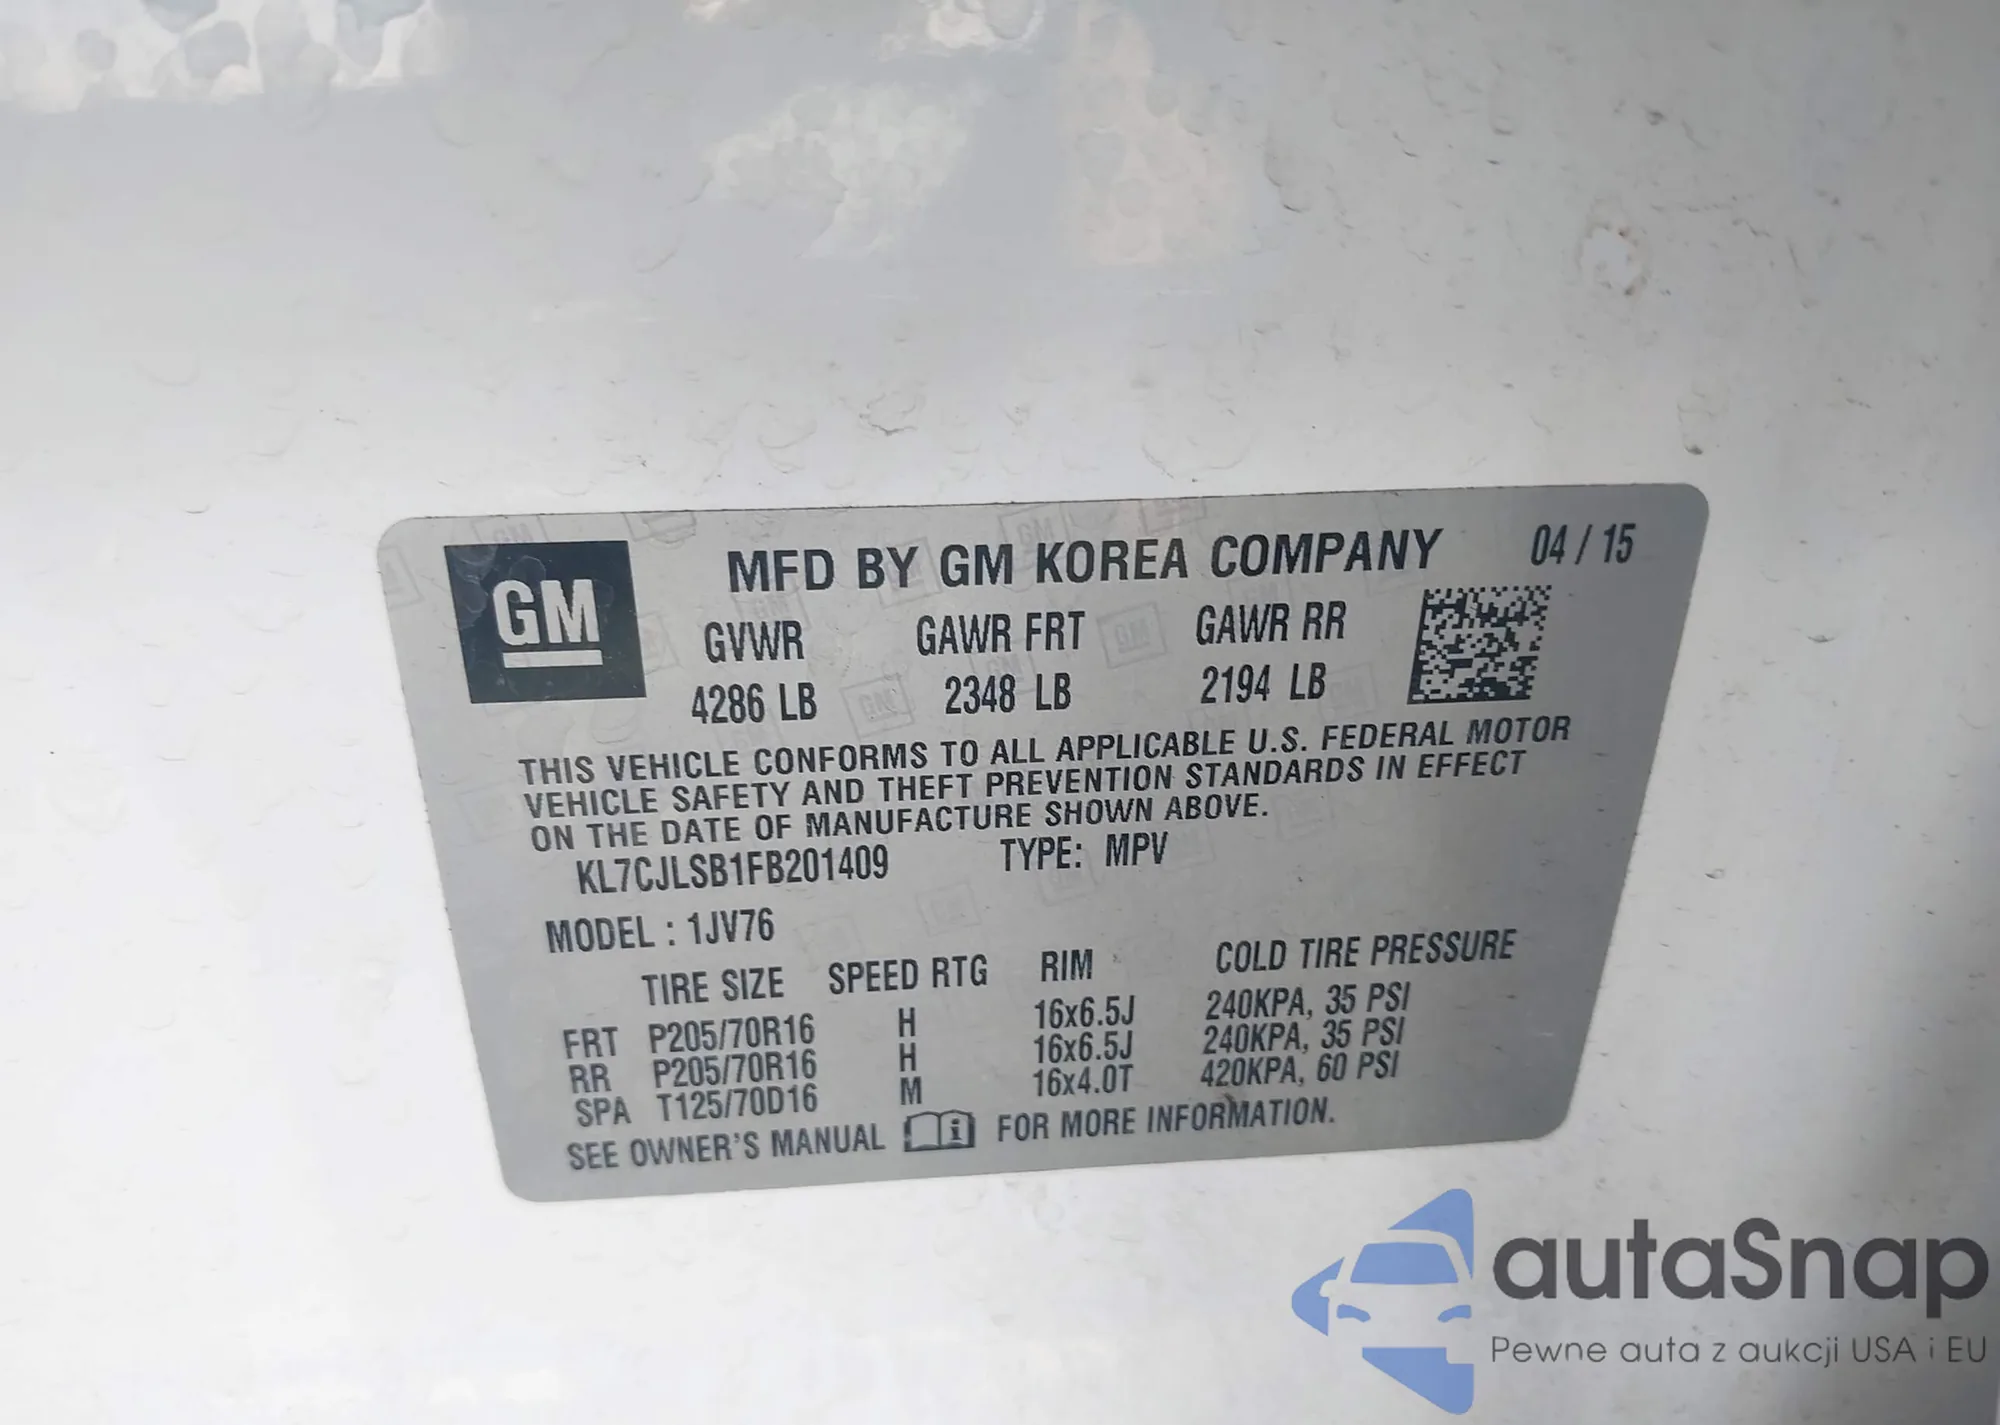 GM
MFD BY GM KOREA COMPANY 04 / 15
GVWR GAWR FRT GAWR RR
4286 LB 2348 LB 2194 LB
THIS VEHICLE CONFORMS TO ALL APPLICABLE U.S. FEDERAL MOTOR
VEHICLE SAFETY AND THEFT PREVENTION STANDARDS IN EFFECT
ON THE DATE OF MANUFACTURE SHOWN ABOVE.
KL7CJLSB1FB201409 TYPE: MPV
MODEL : 1JV76
TIRE SIZE SPEED RTG RIM COLD TIRE PRESSURE
FRT P205/70R16 H 16x6.5J 240KPA, 35 PSI
RR P205/70R16 H 16x6.5J 240KPA, 35 PSI
SPA T125/70D16 M 16x4.0T 420KPA, 60 PSI
SEE OWNER'S MANUAL i FOR MORE INFORMATION.
autaSnap
Pewne auta z aukcji USA i EU